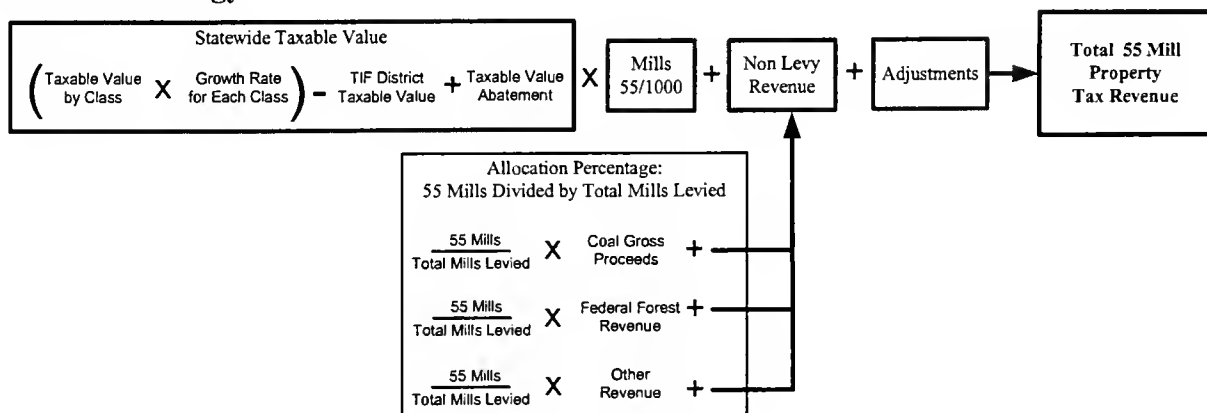 Statewide Taxable Value
( Taxable Value by Class X Growth Rate for Each Class ) – TIF District Taxable Value + Taxable Value Abatement
X
Mills
55/1000
+
Non Levy
Revenue
+
Adjustments
Total 55 Mill
Property
Tax Revenue
Allocation Percentage:
55 Mills Divided by Total Mills Levied
55 Mills
Total Mills Levied
X
Coal Gross
Proceeds
+
55 Mills
Total Mills Levied
X
Federal Forest
Revenue
+
55 Mills
Total Mills Levied
X
Other
Revenue
+